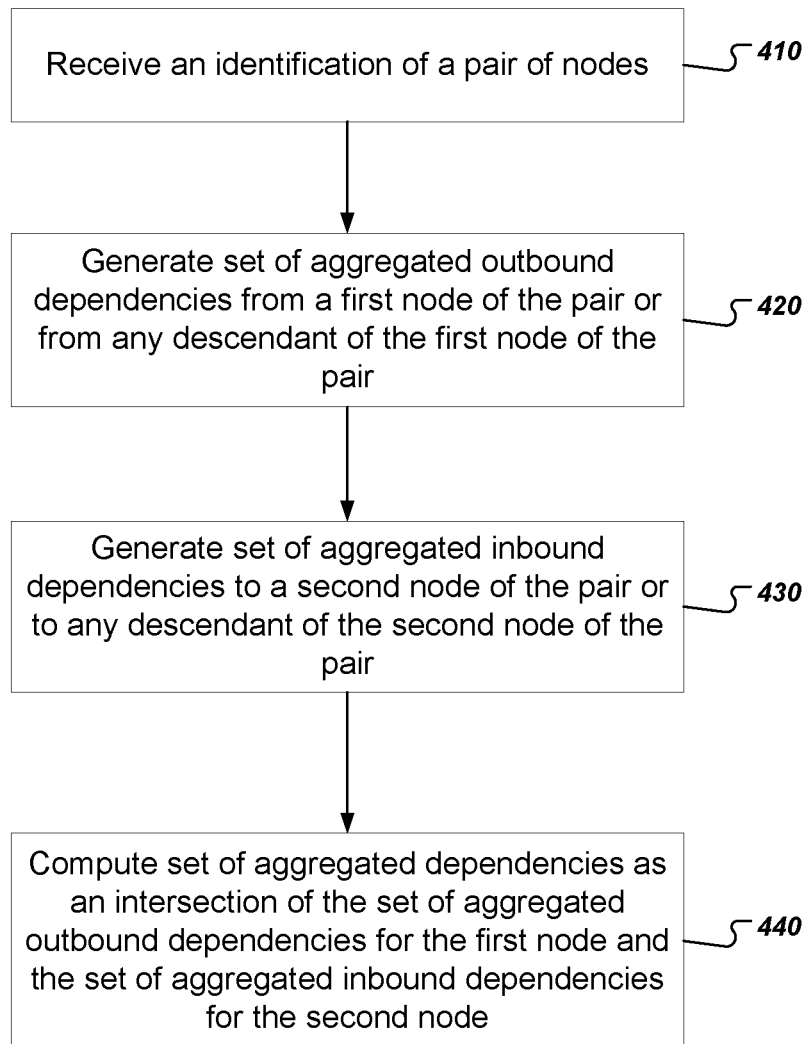 Receive an identification of a pair of nodes
410
Generate set of aggregated outbound
dependencies from a first node of the pair or
from any descendant of the first node of the
pair
420
Generate set of aggregated inbound
dependencies to a second node of the pair or
to any descendant of the second node of the
pair
430
Compute set of aggregated dependencies as
an intersection of the set of aggregated
outbound dependencies for the first node and
the set of aggregated inbound dependencies
for the second node
440